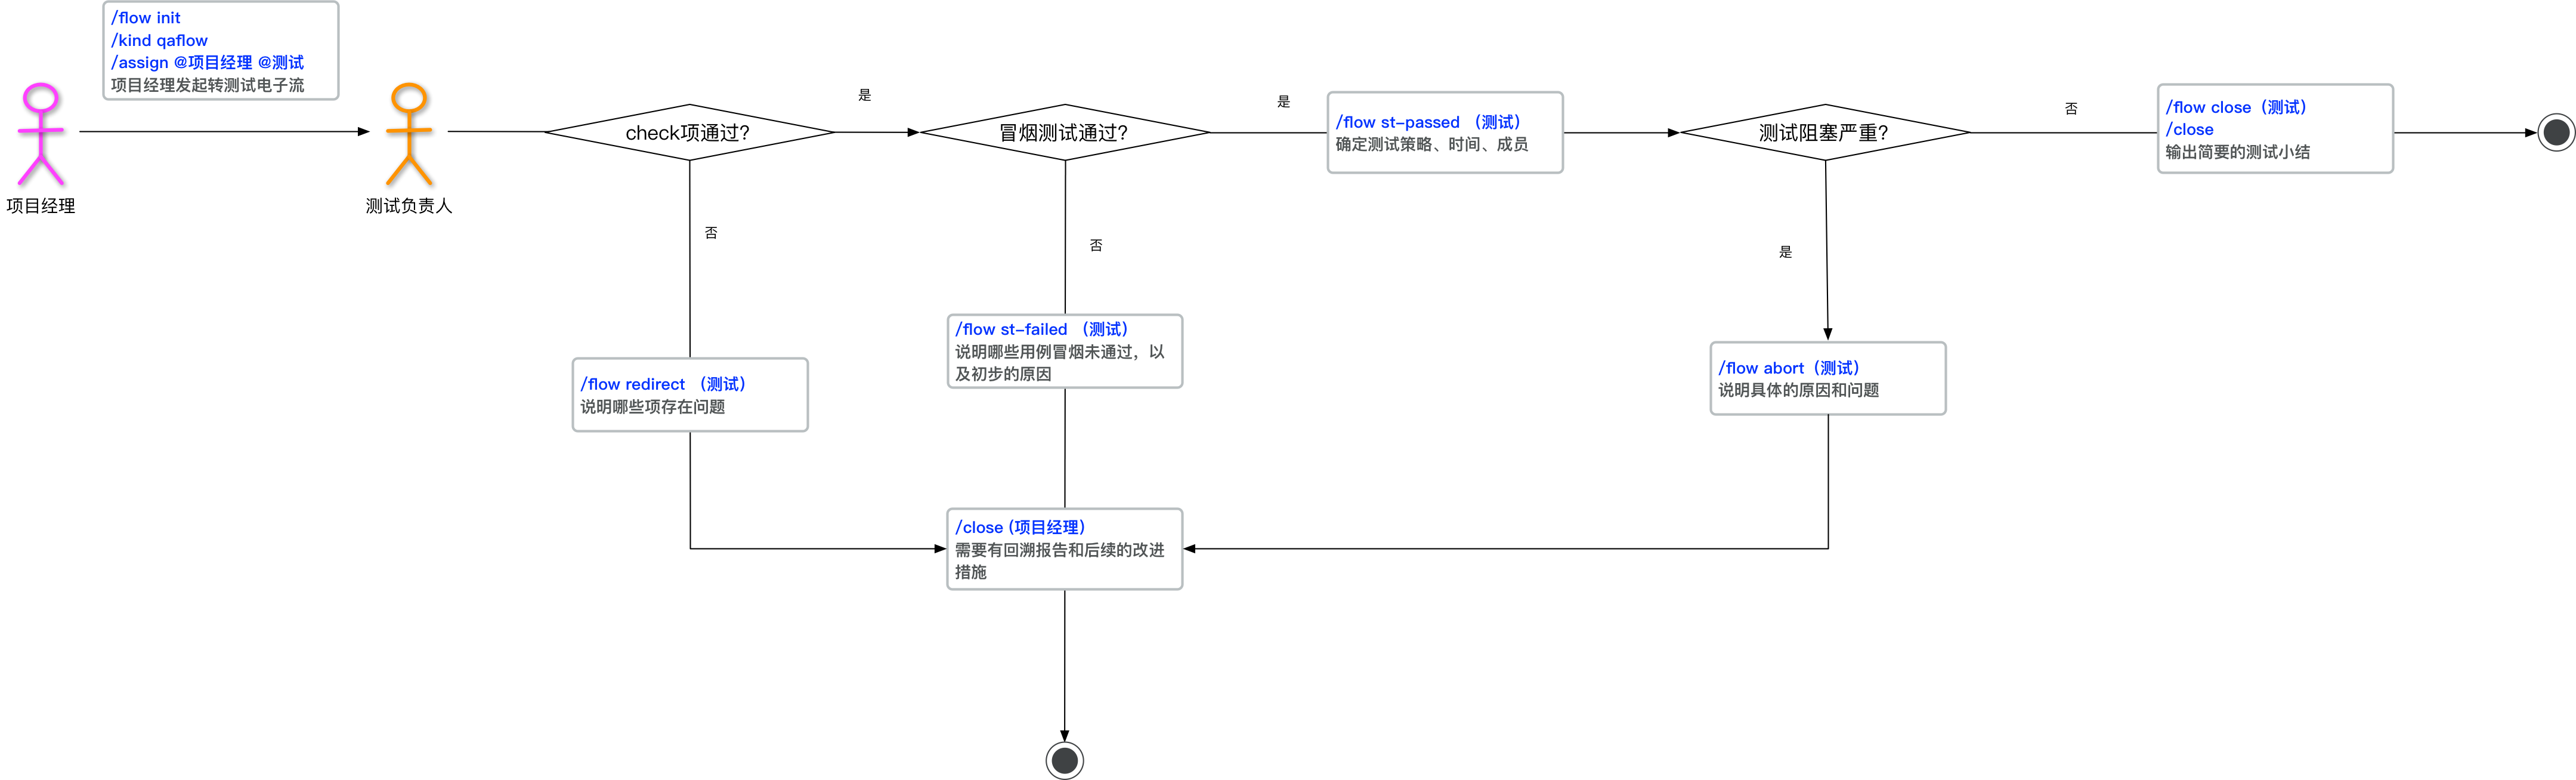 /flow init
/kind qaflow
/assign @项目经理 @测试
项目经理发起转测试电子流
项目经理
测试负责人
check项通过?
是
否
冒烟测试通过?
是
否
/flow st-passed （测试）
确定测试策略、时间、成员
测试阻塞严重?
否
是
/flow close（测试）
/close
输出简要的测试小结
/flow redirect （测试）
说明哪些项存在问题
/flow st-failed （测试）
说明哪些用例冒烟未通过，以
及初步的原因
/flow abort（测试）
说明具体的原因和问题
/close (项目经理）
需要有回溯报告和后续的改进
措施